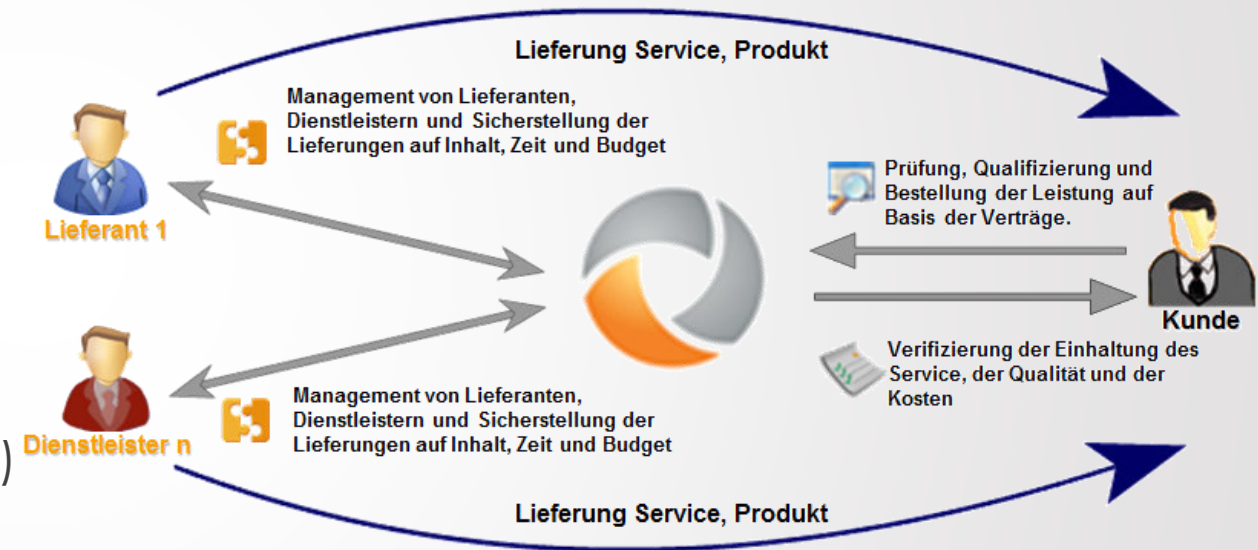 Lieferung Service, Produkt
Management von Lieferanten,
Dienstleistern und Sicherstellung der
Lieferungen auf Inhalt, Zeit und Budget
Lieferant 1
Prüfung, Qualifizierung und
Bestellung der Leistung auf
Basis der Verträge.
Kunde
Verifizierung der Einhaltung des
Service, der Qualität und der
Kosten
Management von Lieferanten,
Dienstleistern und Sicherstellung der
Lieferungen auf Inhalt, Zeit und Budget
) Dienstleister n
Lieferung Service, Produkt